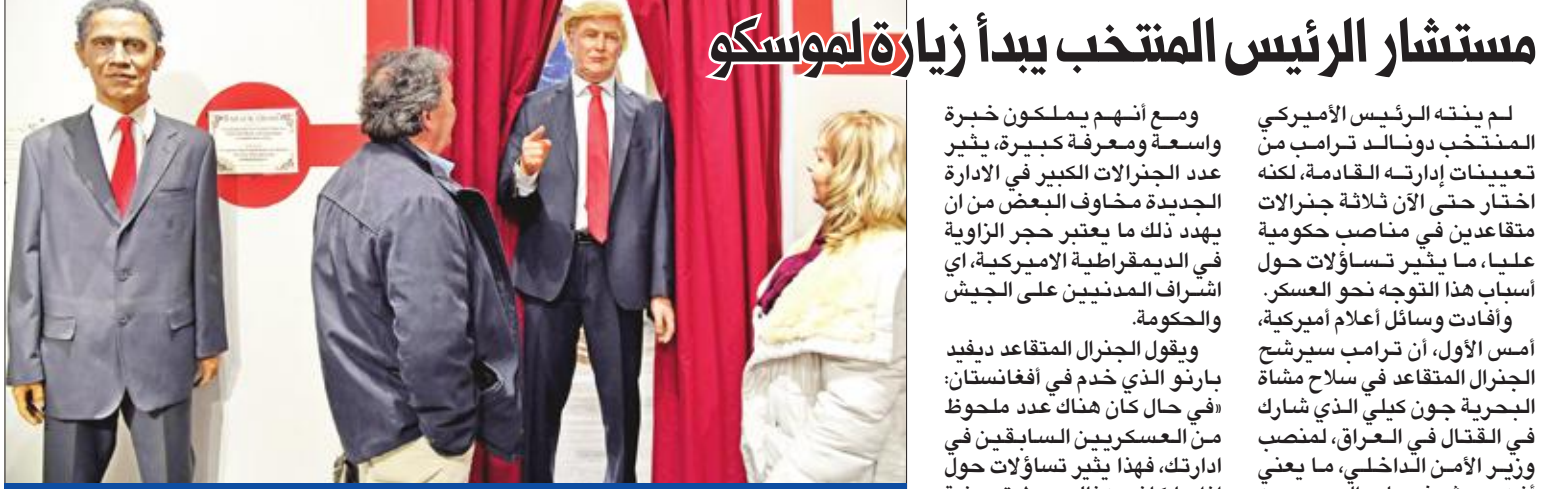 مستشار الرئيس المنتخب يبدأ زيارة لموسكو
لم ينته الرئيس الأميركي
المنتخب دونالد ترامب من
تعيينات إدارته القادمة، لكنه
اختار حتى الآن ثلاثة جنرالات
متقاعدين في مناصب حكومية
عليا، ما يثير تساؤلات حول
أسباب هذا التوجه نحو العسكر.
وأفادت وسائل أعلام أميركية،
أمس الأول، أن ترامب سيرشح
الجنرال المتقاعد في سلاح مشاة
البحرية جون كيلي الذي شارك
في القتال في العراق، لمنصب
وزير الأمن الداخلي، ما يعني
ومع أنهم يملكون خبرة
واسعة ومعرفة كبيرة، يثير
عدد الجنرالات الكبير في الادارة
الجديدة مخاوف البعض من ان
يهدد ذلك ما يعتبر حجر الزاوية
في الديمقراطية الاميركية، اي
اشراف المدنيين على الجيش
والحكومة.
ويقول الجنرال المتقاعد ديفيد
بارنو الذي خدم في أفغانستان:
«في حال كان هناك عدد ملحوظ
من العسكريين السابقين في
ادارتك، فهذا يثير تساؤلات حول